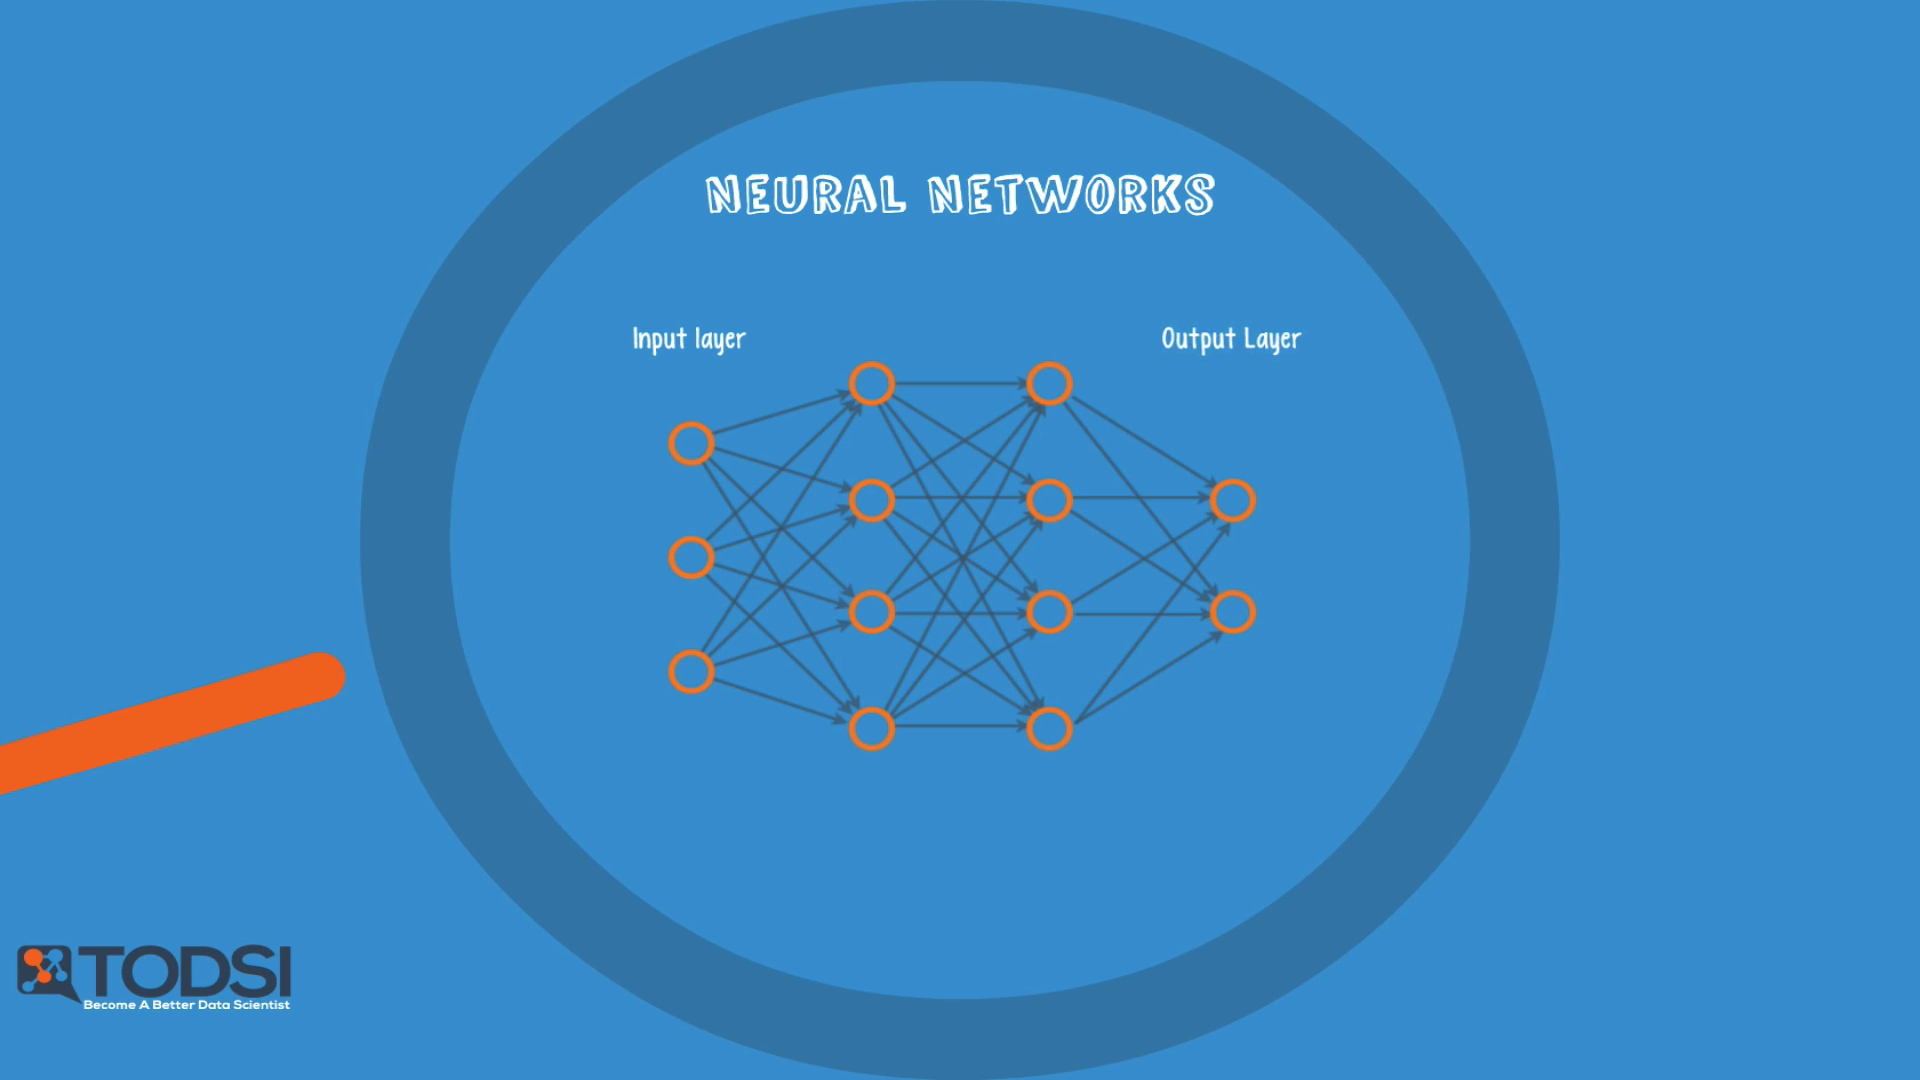 NEURAL NETWORKS
Input layer
Output Layer
TODSI
Become A Better Data Scientist